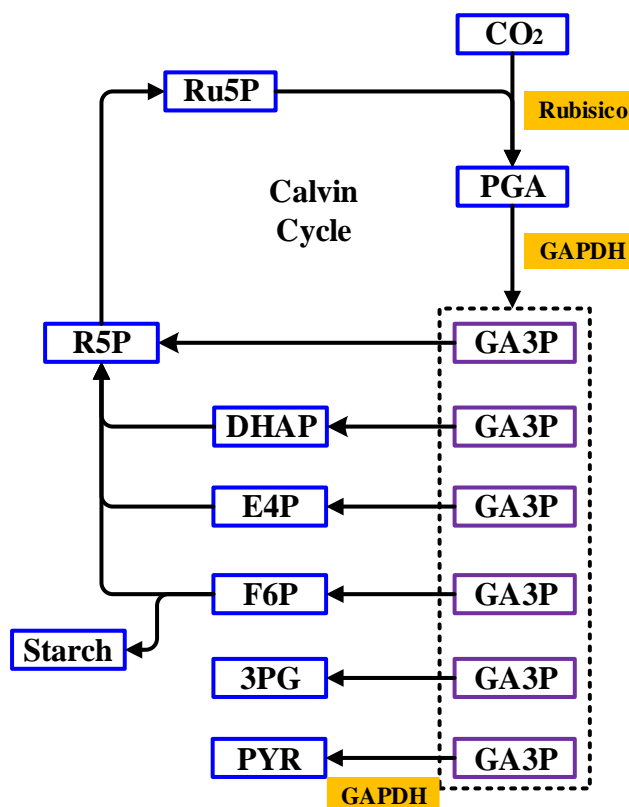 CO2
Ru5P
Rubisico
PGA
Calvin
Cycle
GAPDH
R5P
GA3P
DHAP
GA3P
E4P
GA3P
F6P
GA3P
Starch
3PG
GA3P
PYR
GA3P
GAPDH